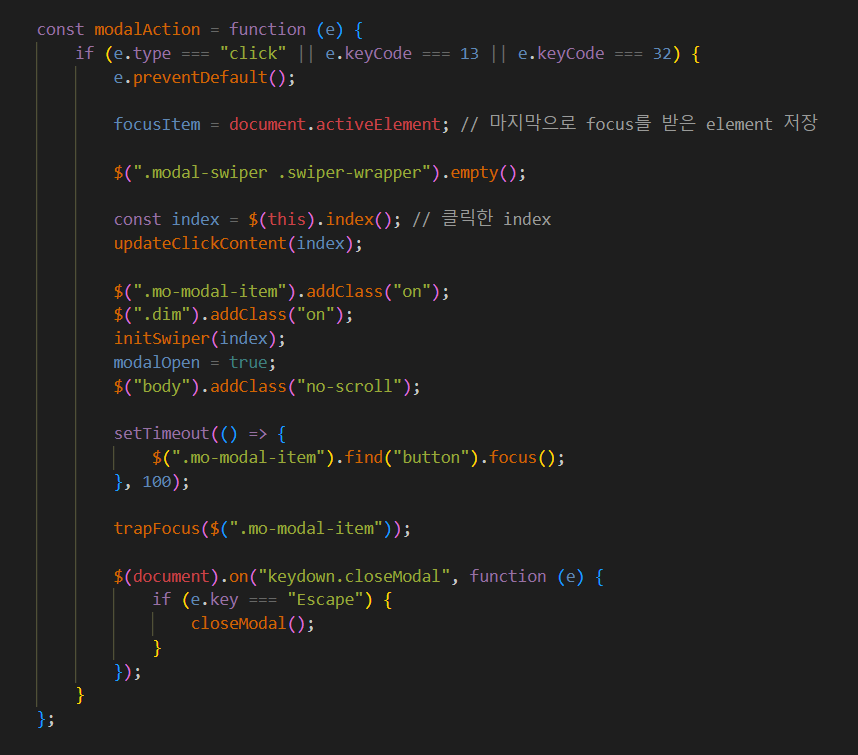 const modalAction = function (e) {
if (e.type === "click" || e.keyCode === 13 || e.keyCode === 32) {
e.preventDefault();
focusItem = document.activeElement; // 마지막으로 focus를 받은 element 저장
$(".modal-swiper .swiper-wrapper").empty();
const index = $(this).index(); // 클릭한 index
updateClickContent(index);
$(".mo-modal-item").addClass("on");
$(".dim").addClass("on");
initSwiper(index);
modalOpen = true;
$("body").addClass("no-scroll");
setTimeout(() => {
$(".mo-modal-item").find("button").focus();
}, 100);
trapFocus($(".mo-modal-item"));
$(document).on("keydown.closeModal", function (e) {
if (e.key === "Escape") {
closeModal();
}
});
}
};